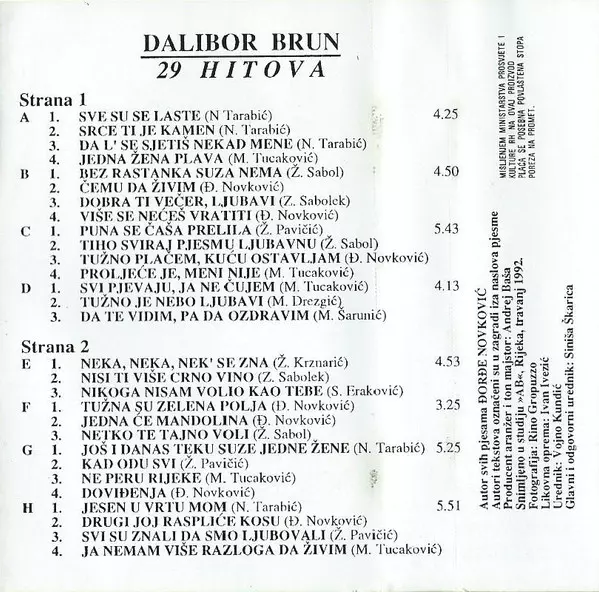 DALIBOR BRUN
29 HITOVA
Strana 1
A 1. SVE SU SE LASTE (N Tarabić) 4.25
2. SRCE TI JE KAMEN (N. Tarabić)
3. DA L' SE SJETIŠ NEKAD MENE (N. Tarabić)
4. JEDNA ŽENA PLAVA (M. Tucaković)
B 1. BEZ RASTANKA SUZA NEMA (Ž. Sabol) 4.50
2. ČEMU DA ŽIVIM (Đ. Novković)
3. DOBRA TI VEČER, LJUBAVI (Z. Sabolek)
4. VIŠE SE NEĆEŠ VRATITI (Đ. Novković)
C 1. PUNA SE ČAŠA PRELILA (Ž. Pavičić) 5.43
2. TIHO SVIRAJ PJESMU LJUBAVNU (Ž. Sabol)
3. TUŽNO PLAČEM, KUĆU OSTAVLJAM (Đ. Novković)
4. PROLJEĆE JE, MENI NIJE (M. Tucaković)
D 1. SVI PJEVAJU, JA NE ČUJEM (M. Tucaković) 4.13
2. TUŽNO JE NEBO LJUBAVI (M. Drezgić)
3. DA TE VIDIM, PA DA OZDRAVIM (M. Šarunić)
Strana 2
E 1. NEKA, NEKA, NEK' SE ZNA (Ž. Krznarić) 4.53
2. NISI TI VIŠE CRNO VINO (Z. Sabolek)
3. NIKOGA NISAM VOLIO KAO TEBE (S. Eraković)
F 1. TUŽNA SU ZELENA POLJA (Đ. Novković) 3.25
2. JEDNA ĆE MANDOLINA (Đ. Novković)
3. NETKO TE TAJNO VOLI (Ž. Sabol)
G 1. JOŠ I DANAS TEKU SUZE JEDNE ŽENE (N. Tarabić) 5.25
2. KAD ODU SVI (Ž. Pavičić)
3. NE PERU RIJEKE (M. Tucaković)
4. DOVIĐENJA (Đ. Novković)
H 1. JESEN U VRTU MOM (N. Tarabić) 5.51
2. DRUGI JOJ RASPLIĆE KOSU (Đ. Novković)
3. SVI SU ZNALI DA SMO LJUBOVALI (Ž. Pavičić)
4. JA NEMAM VIŠE RAZLOGA DA ŽIVIM (M. Tucaković)
MIŠLJENJEM MINISTARSTVA PROSVJETE I
KULTURE RH NA OVAJ PROIZVOD
PLAĆA SE POSEBNA POVLAŠTENA STOPA
POREZA NA PROMET.
Autor svih pjesama ĐORĐE NOVKOVIĆ
Autori tekstova označeni su u zagradi iza naslova pjesme
Producent aranžer i ton majstor: Andrej Baša
Snimljeno u studiju »AB«, Rijeka, travanj 1992.
Fotografija: Rino Gropuzzo
Likovna oprema: Ivan Ivezić
Urednik: Vojno Kundić
Glavni i odgovorni urednik: Siniša Škarica